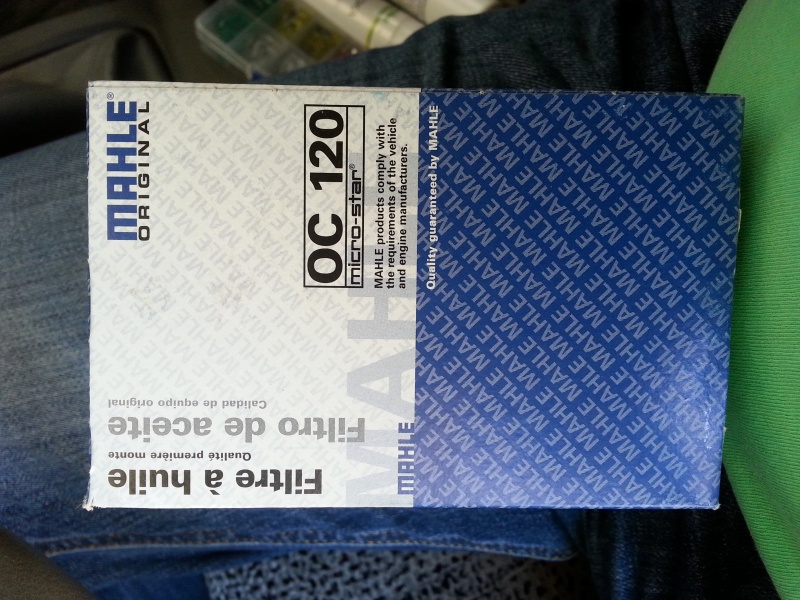 MAHLE®
ORIGINAL
OC 120
micro-star®
MAHLE products comply with
the requirements of the vehicle
and engine manufacturers.
Quality guaranteed by MAHLE
MAHLE
MAHLE
Filtre à huile
Qualité première monte
Filtro de aceite
Calidad de equipo original